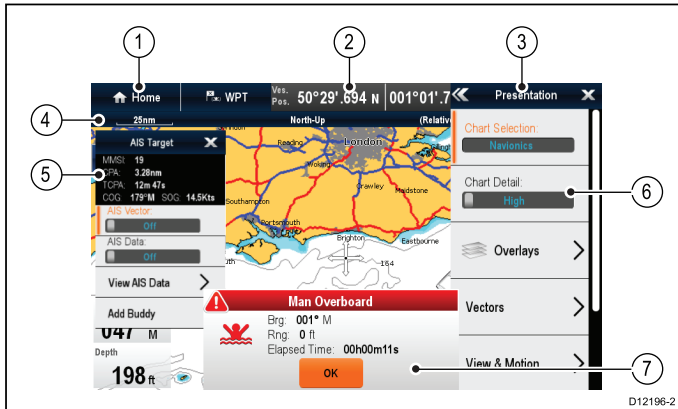 1
2
3
Home
WPT
Ves. Pos. 50°29'.694 N 001°01'.7
Presentation
4
25nm
North-Up
(Relativ
5
AIS Target
MMSI: 19
CPA: 3.28nm
TCPA: 12m 47s
COG: 179°M SOG: 14.5Kts
AIS Vector:
Off
AIS Data:
Off
View AIS Data
Add Buddy
047 M
Depth
198 ft
Reading
London
Woking
Crawley
Maidstone
Southampton
Portsmouth
Brighton
Eastbourne
164
Chart Selection:
Navionics
Chart Detail:
High
6
Overlays
Vectors
View & Motion
Man Overboard
Brg: 001° M
Rng: 0 ft
Elapsed Time: 00h00m11s
OK
7
D12196-2